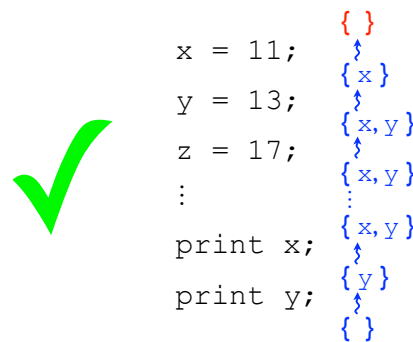 { }
x = 11;
{ x }
y = 13;
{ x, y }
z = 17;
{ x, y }
⋮ ⋮
{ x, y }
print x;
{ y }
print y;
{ }